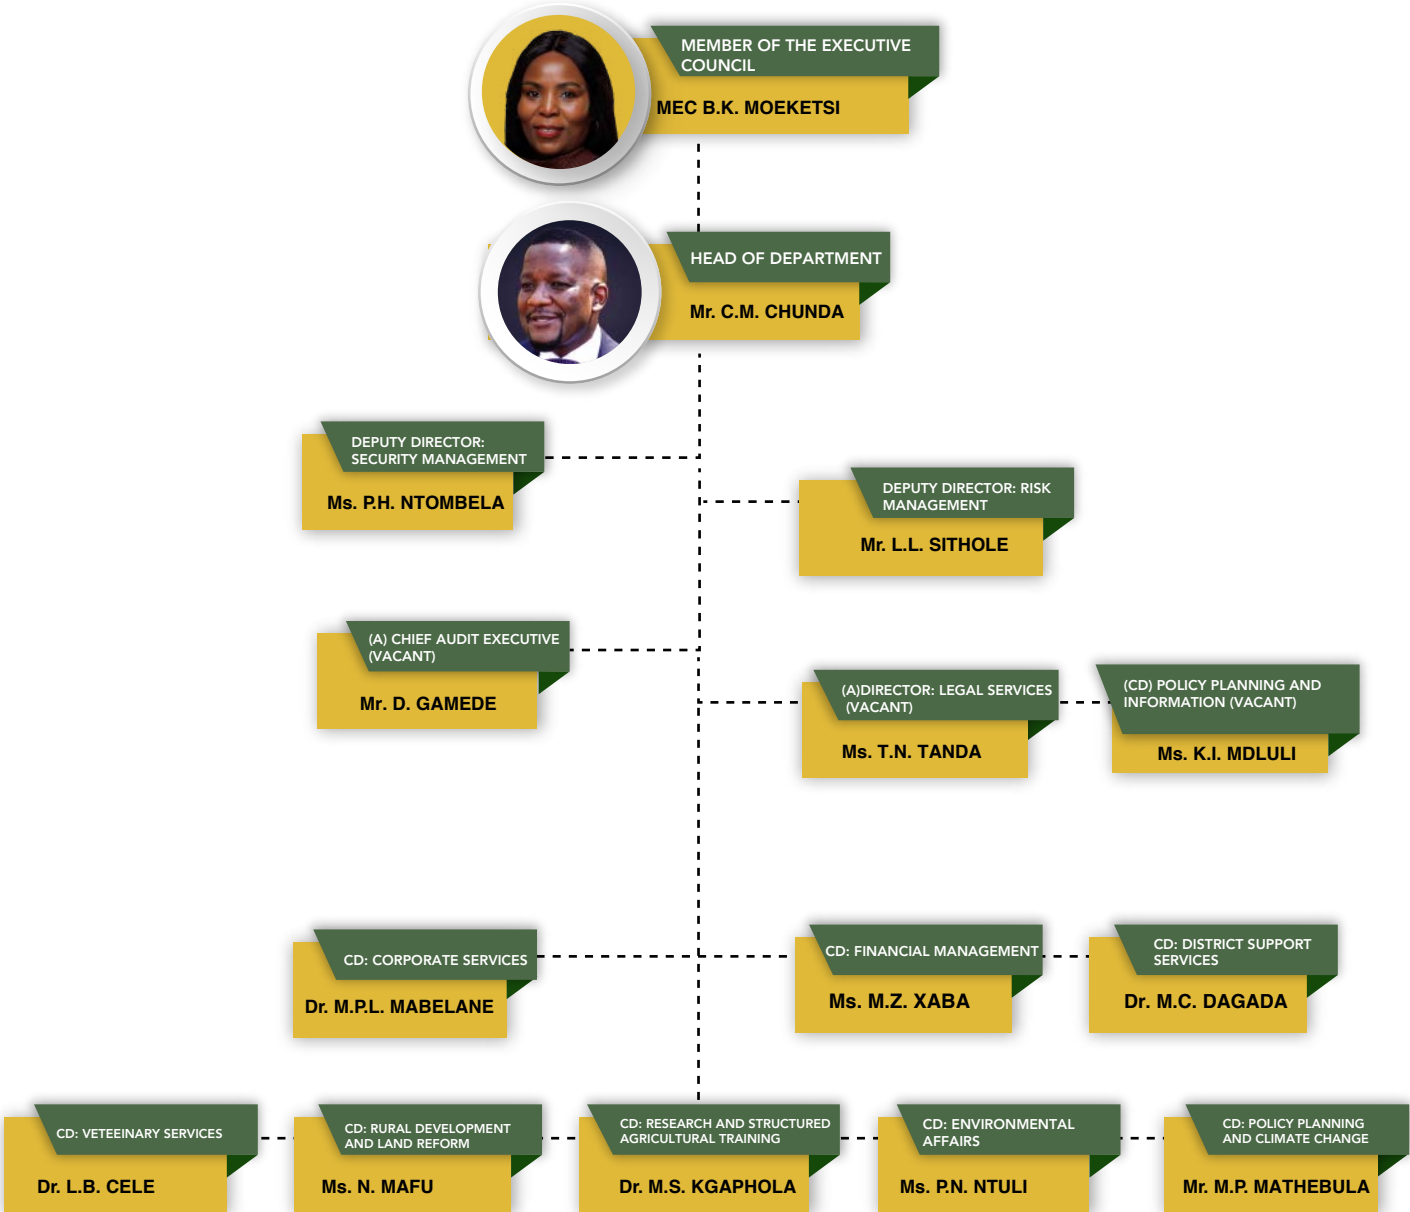 MEMBER OF THE EXECUTIVE
COUNCIL
MEC B.K. MOEKETSI
HEAD OF DEPARTMENT
Mr. C.M. CHUNDA
DEPUTY DIRECTOR:
SECURITY MANAGEMENT
Ms. P.H. NTOMBELA
DEPUTY DIRECTOR: RISK
MANAGEMENT
Mr. L.L. SITHOLE
(A) CHIEF AUDIT EXECUTIVE
(VACANT)
Mr. D. GAMEDE
(A)DIRECTOR: LEGAL SERVICES
(VACANT)
Ms. T.N. TANDA
(CD) POLICY PLANNING AND
INFORMATION (VACANT)
Ms. K.I. MDLULI
CD: CORPORATE SERVICES
Dr. M.P.L. MABELANE
CD: FINANCIAL MANAGEMENT
Ms. M.Z. XABA
CD: DISTRICT SUPPORT
SERVICES
Dr. M.C. DAGADA
CD: VETEEINARY SERVICES
Dr. L.B. CELE
CD: RURAL DEVELOPMENT
AND LAND REFORM
Ms. N. MAFU
CD: RESEARCH AND STRUCTURED
AGRICULTURAL TRAINING
Dr. M.S. KGAPHOLA
CD: ENVIRONMENTAL
AFFAIRS
Ms. P.N. NTULI
CD: POLICY PLANNING
AND CLIMATE CHANGE
Mr. M.P. MATHEBULA